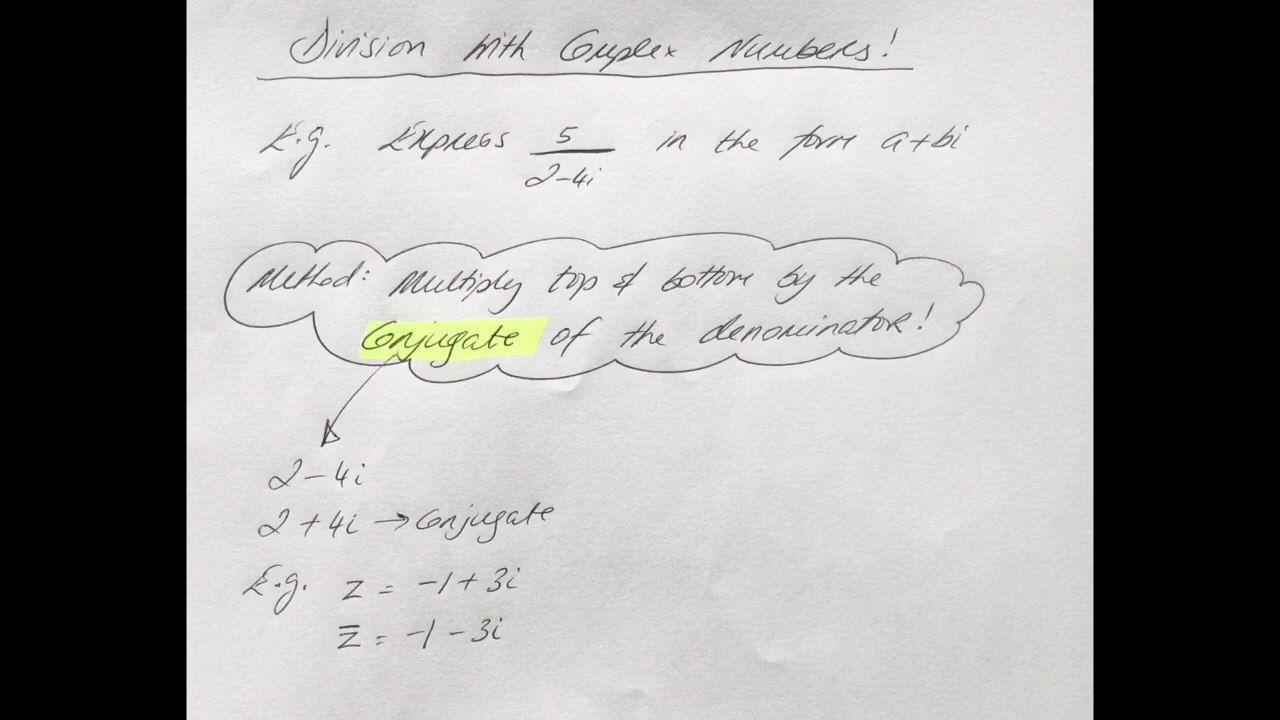 Division with Complex Numbers!
E.g. Express 5/2-4i in the form a+bi
Method: Multiply top & bottom by the
Conjugate of the denominator!
2-4i
2+4i → Conjugate
E.g. z = -1+3i
z̅ = -1-3i